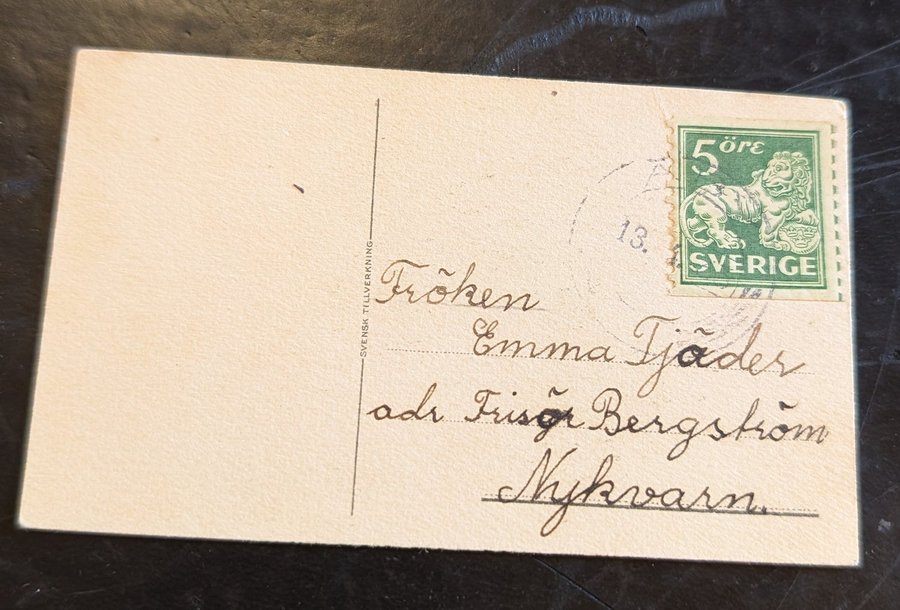 5 öre
SVERIGE
13.
SVENSK TILLVERKNING
Fröken
Emma Tjäder
adr Frisör Bergström
Nykvarn.